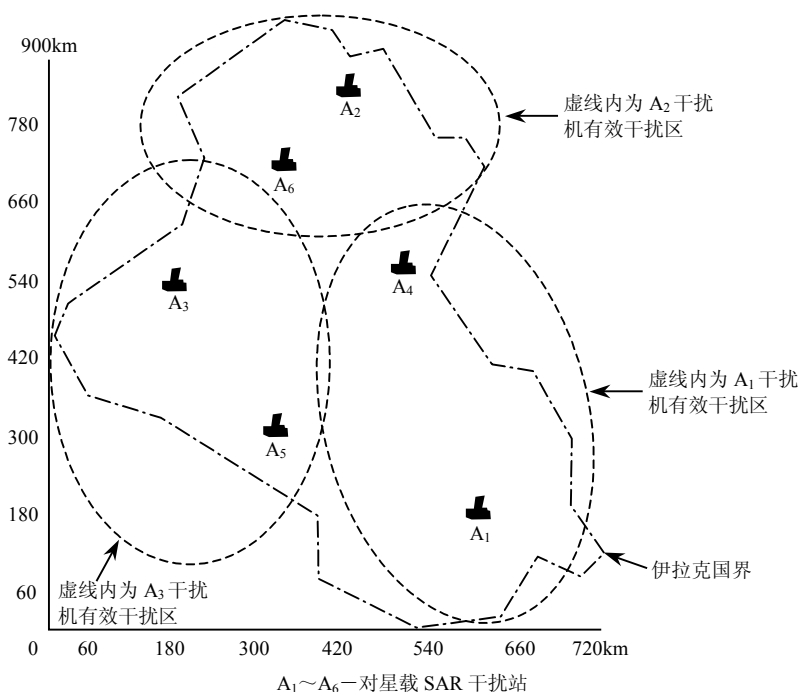 900km
780
660
540
420
300
180
60
0
60
180
300
420
540
660
720km
A₂
A₆
A₃
A₄
A₅
A₁
虚线内为 A₂ 干扰
机有效干扰区
虚线内为 A₁ 干扰
机有效干扰区
伊拉克国界
虚线内为 A₃ 干扰
机有效干扰区
A₁～A₆－对星载 SAR 干扰站